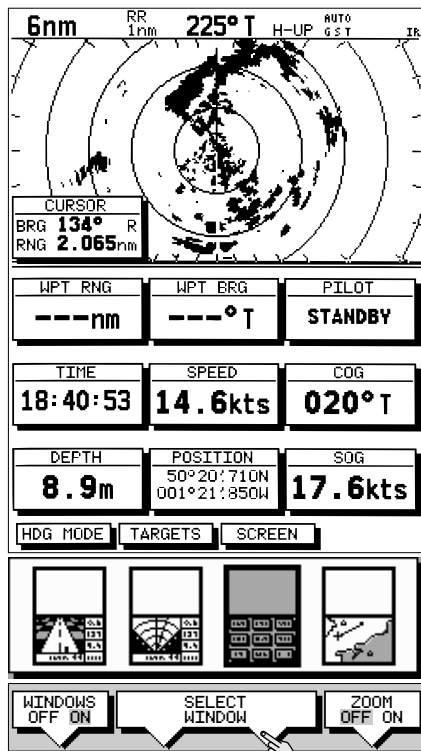 6nm RR 1nm 225°T H-UP AUTO G S T IR
CURSOR
BRG 134° R
RNG 2.065nm
WPT RNG WPT BRG PILOT
---nm ---°T STANDBY
TIME SPEED COG
18:40:53 14.6kts 020°T
DEPTH POSITION SOG
8.9m 50°20'.710N 001°21'.850W 17.6kts
HDG MODE TARGETS SCREEN
WINDOWS OFF ON SELECT WINDOW ZOOM OFF ON